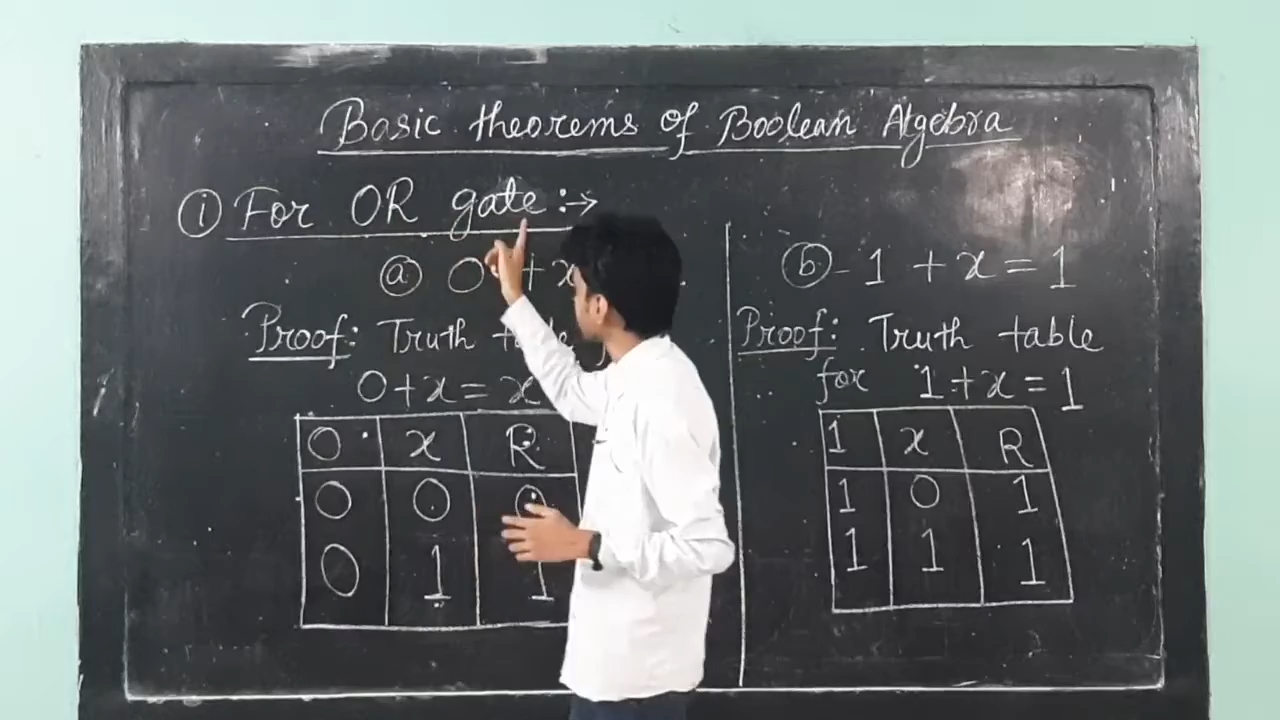 Basic theorems of Boolean Algebra
(i) For OR gate :→
(a) 0 + x
Proof: Truth
0+x=x
0 x R
0 0 0
0 1 1
(b) 1 + x = 1
Proof: Truth table
for 1+x=1
1 x R
1 0 1
1 1 1